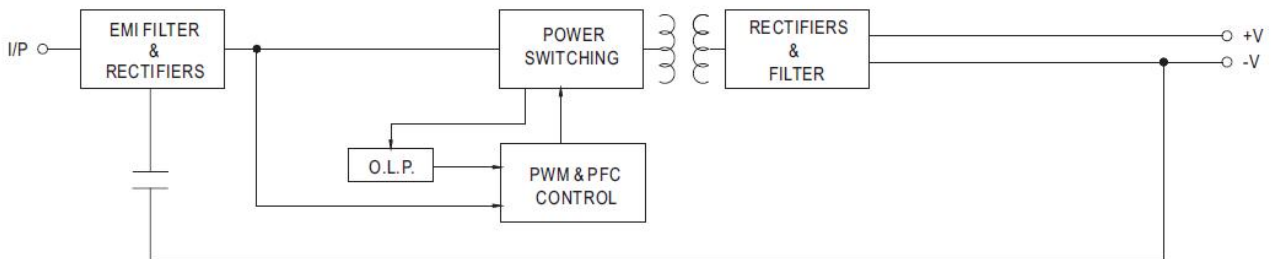 I/P
EMI FILTER
&
RECTIFIERS
POWER
SWITCHING
RECTIFIERS
&
FILTER
+V
-V
O.L.P.
PWM & PFC
CONTROL